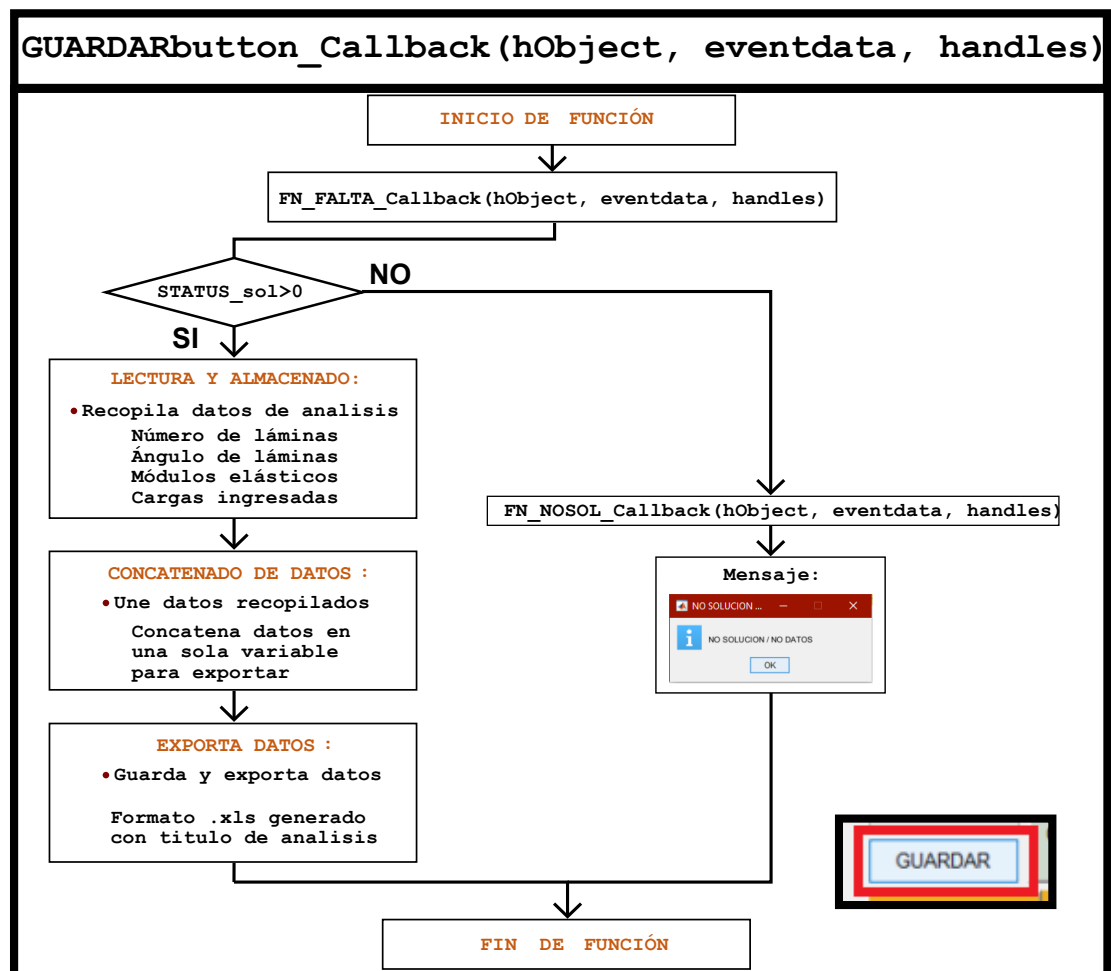 GUARDARbutton_Callback(hObject, eventdata, handles)
INICIO DE FUNCIÓN
FN_FALTA_Callback(hObject, eventdata, handles)
STATUS_sol>0
NO
SI
LECTURA Y ALMACENADO:
•Recopila datos de analisis
Número de láminas
Ángulo de láminas
Módulos elásticos
Cargas ingresadas
CONCATENADO DE DATOS :
•Une datos recopilados
Concatena datos en
una sola variable
para exportar
EXPORTA DATOS :
•Guarda y exporta datos
Formato .xls generado
con titulo de analisis
FN_NOSOL_Callback(hObject, eventdata, handles)
Mensaje:
NO SOLUCION ...
NO SOLUCION / NO DATOS
OK
GUARDAR
FIN DE FUNCIÓN